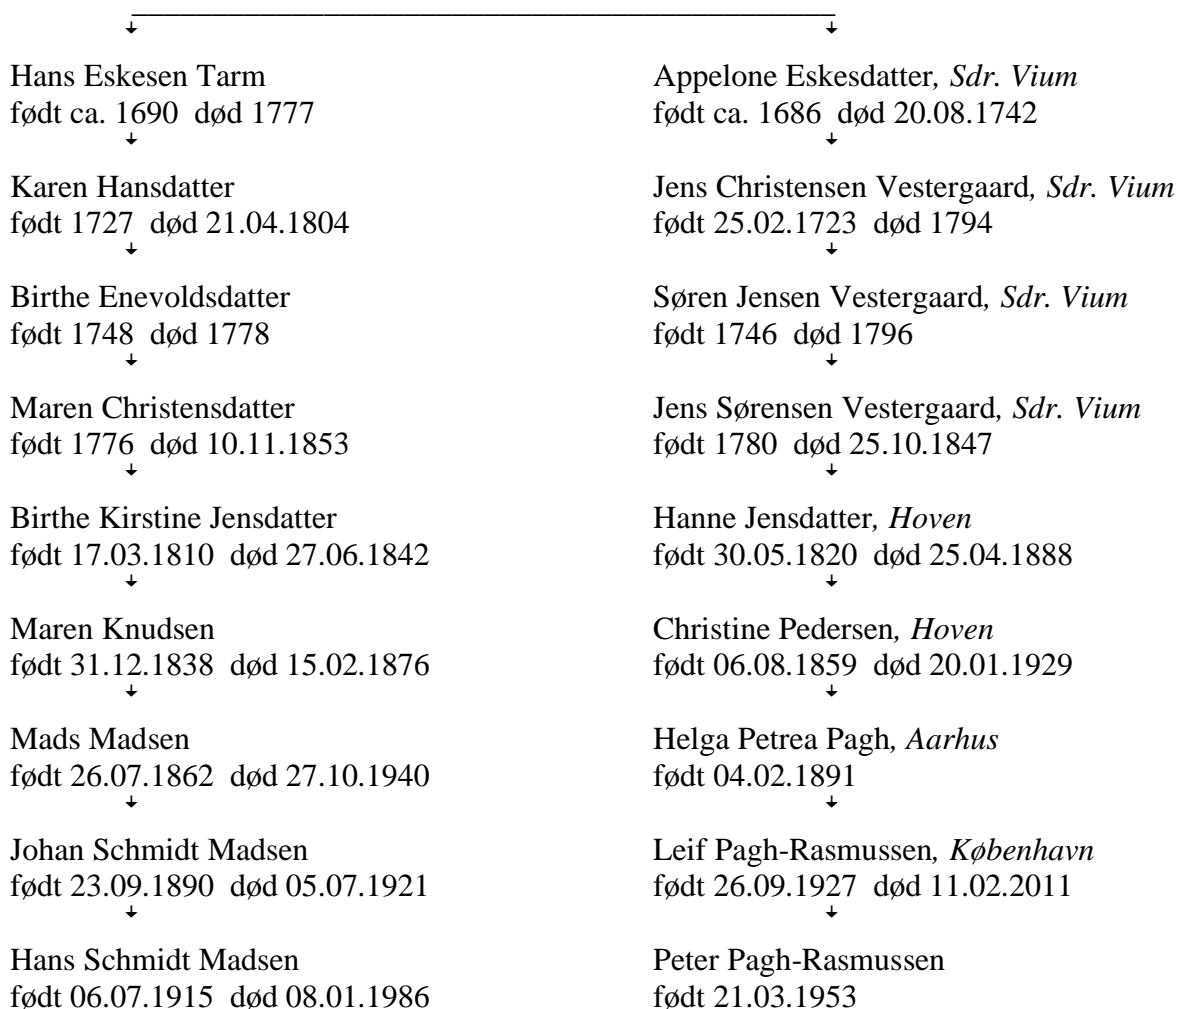 Hans Eskesen Tarm
født ca. 1690 død 1777
Karen Hansdatter
født 1727 død 21.04.1804
Birthe Enevoldsdatter
født 1748 død 1778
Maren Christensdatter
født 1776 død 10.11.1853
Birthe Kirstine Jensdatter
født 17.03.1810 død 27.06.1842
Maren Knudsen
født 31.12.1838 død 15.02.1876
Mads Madsen
født 26.07.1862 død 27.10.1940
Johan Schmidt Madsen
født 23.09.1890 død 05.07.1921
Hans Schmidt Madsen
født 06.07.1915 død 08.01.1986
Appelone Eskesdatter, Sdr. Vium
født ca. 1686 død 20.08.1742
Jens Christensen Vestergaard, Sdr. Vium
født 25.02.1723 død 1794
Søren Jensen Vestergaard, Sdr. Vium
født 1746 død 1796
Jens Sørensen Vestergaard, Sdr. Vium
født 1780 død 25.10.1847
Hanne Jensdatter, Hoven
født 30.05.1820 død 25.04.1888
Christine Pedersen, Hoven
født 06.08.1859 død 20.01.1929
Helga Petrea Pagh, Aarhus
født 04.02.1891
Leif Pagh-Rasmussen, København
født 26.09.1927 død 11.02.2011
Peter Pagh-Rasmussen
født 21.03.1953